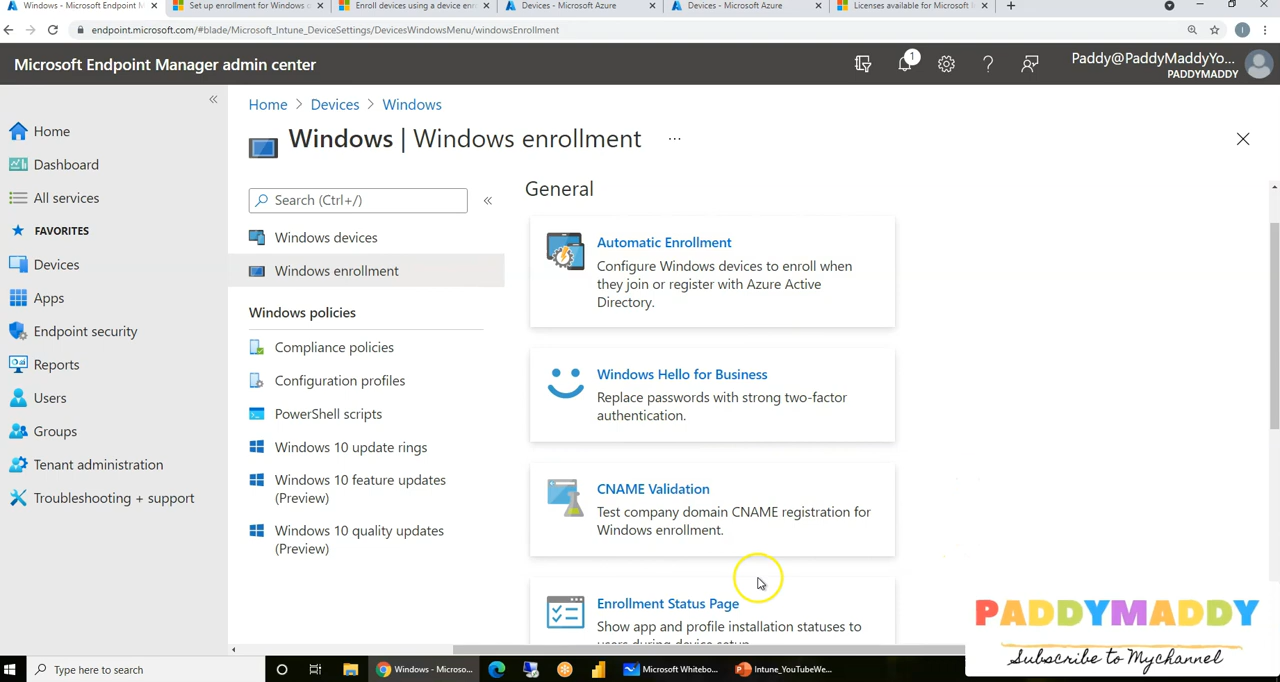 Windows - Microsoft Endpoint M
Set up enrollment for Windows d
Enroll devices using a device enr
Devices - Microsoft Azure
Devices - Microsoft Azure
Licenses available for Microsoft
endpoint.microsoft.com/#blade/Microsoft_Intune_DeviceSettings/DevicesWindowsMenu/windowsEnrollment
Microsoft Endpoint Manager admin center
1
Paddy@PaddyMaddyYo...
PADDYMADDY
Home
Dashboard
All services
FAVORITES
Devices
Apps
Endpoint security
Reports
Users
Groups
Tenant administration
Troubleshooting + support
Home > Devices > Windows
Windows | Windows enrollment ...
Search (Ctrl+/)
Windows devices
Windows enrollment
Windows policies
Compliance policies
Configuration profiles
PowerShell scripts
Windows 10 update rings
Windows 10 feature updates
(Preview)
Windows 10 quality updates
(Preview)
General
Automatic Enrollment
Configure Windows devices to enroll when
they join or register with Azure Active
Directory.
Windows Hello for Business
Replace passwords with strong two-factor
authentication.
CNAME Validation
Test company domain CNAME registration for
Windows enrollment.
Enrollment Status Page
Show app and profile installation statuses to
users during device setup.
PADDYMADDY
Subscribe to Mychannel
Type here to search
Windows - Microso...
Microsoft Whitebo...
Intune_YouTubeWe...